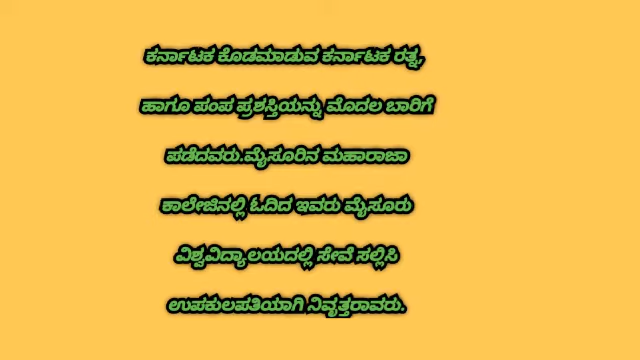 ಕರ್ನಾಟಕ ಕೊಡಮಾಡುವ ಕರ್ನಾಟಕ ರತ್ನ,
ಹಾಗೂ ಪಂಪ ಪ್ರಶಸ್ತಿಯನ್ನು ಮೊದಲ ಬಾರಿಗೆ
ಪಡೆದವರು.ಮೈಸೂರಿನ ಮಹಾರಾಜಾ
ಕಾಲೇಜಿನಲ್ಲಿ ಓದಿದ ಇವರು ಮೈಸೂರು
ವಿಶ್ವವಿದ್ಯಾಲಯದಲ್ಲಿ ಸೇವೆ ಸಲ್ಲಿಸಿ
ಉಪಕುಲಪತಿಯಾಗಿ ನಿವೃತ್ತರಾವರು.